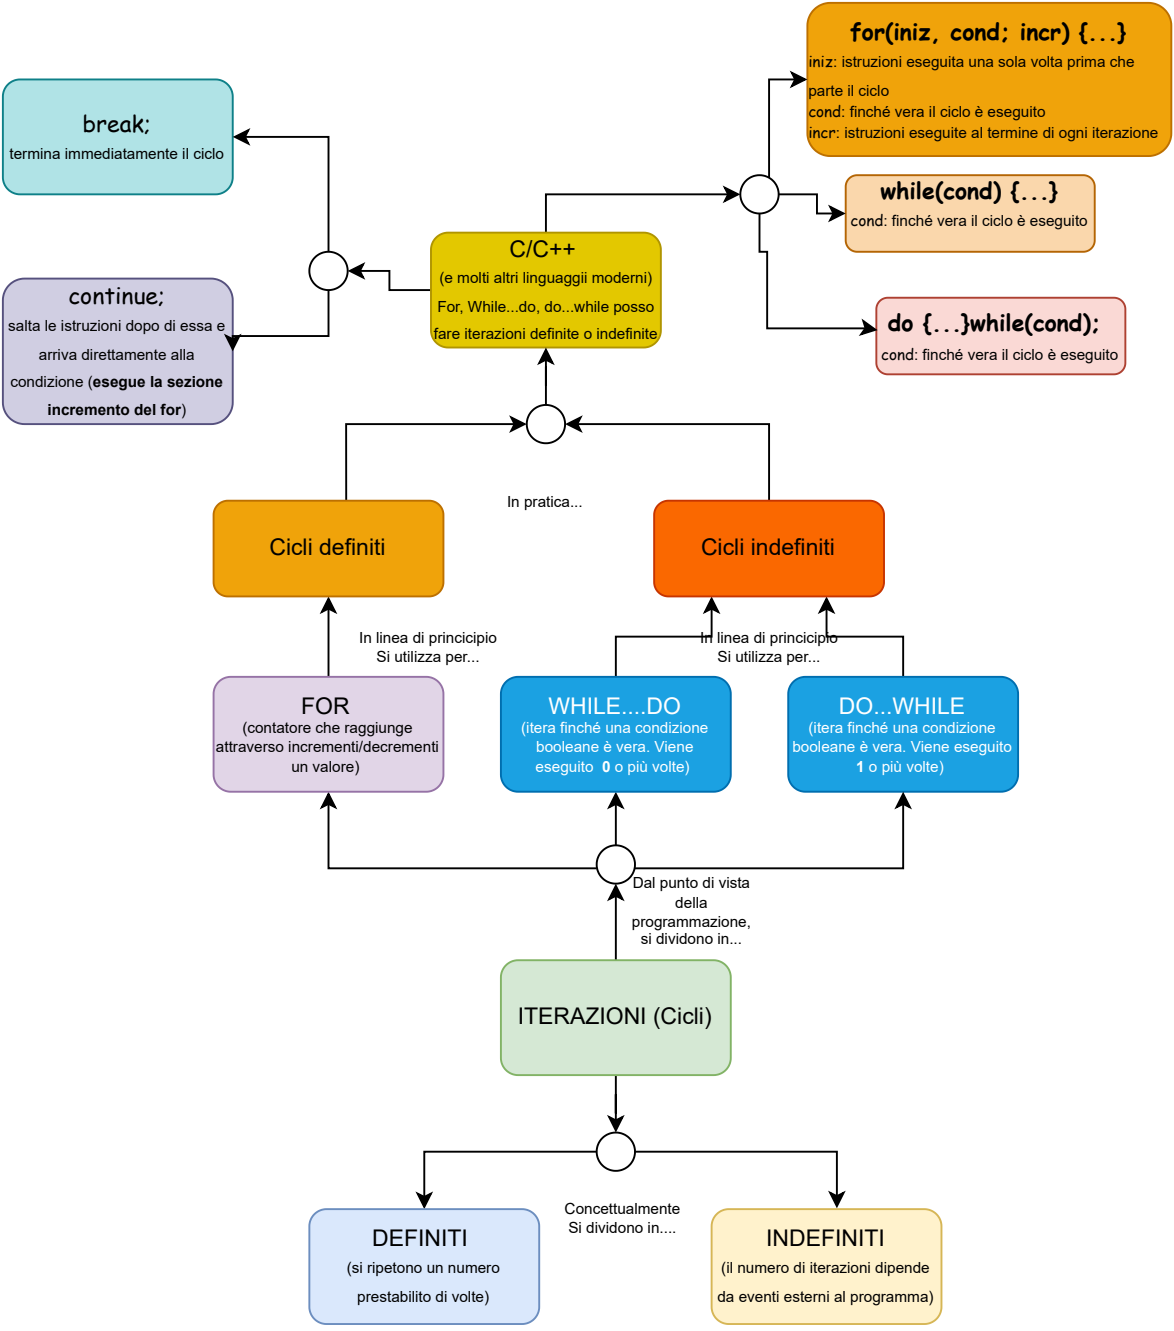 for(iniz, cond; incr) {...}
iniz: istruzioni eseguita una sola volta prima che
parte il ciclo
cond: finché vera il ciclo è eseguito
incr: istruzioni eseguite al termine di ogni iterazione
break;
termina immediatamente il ciclo
while(cond) {...}
cond: finché vera il ciclo è eseguito
C/C++
(e molti altri linguaggii moderni)
For, While...do, do...while posso
fare iterazioni definite o indefinite
continue;
salta le istruzioni dopo di essa e
arriva direttamente alla
condizione (esegue la sezione
incremento del for)
do {...}while(cond);
cond: finché vera il ciclo è eseguito
In pratica...
Cicli definiti
Cicli indefiniti
In linea di princicipio
Si utilizza per...
In linea di princicipio
Si utilizza per...
FOR
(contatore che raggiunge
attraverso incrementi/decrementi
un valore)
WHILE....DO
(itera finché una condizione
booleane è vera. Viene
eseguito 0 o più volte)
DO...WHILE
(itera finché una condizione
booleane è vera. Viene eseguito
1 o più volte)
Dal punto di vista
della
programmazione,
si dividono in...
ITERAZIONI (Cicli)
Concettualmente
Si dividono in....
DEFINITI
(si ripetono un numero
prestabilito di volte)
INDEFINITI
(il numero di iterazioni dipende
da eventi esterni al programma)